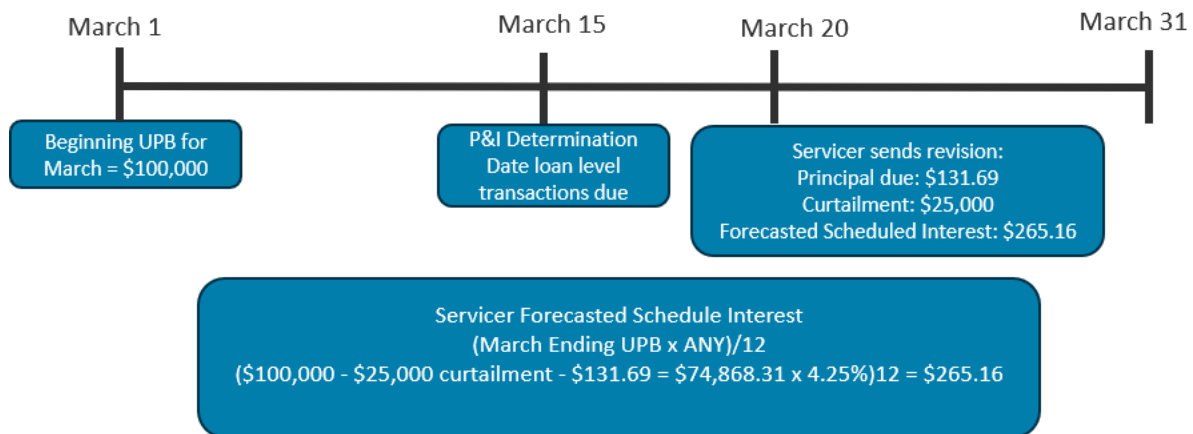 March 1
March 15
March 20
March 31
Beginning UPB for
March = $100,000
P&I Determination
Date loan level
transactions due
Servicer sends revision:
Principal due: $131.69
Curtailment: $25,000
Forecasted Scheduled Interest: $265.16
Servicer Forecasted Schedule Interest
(March Ending UPB x ANY)/12
($100,000 - $25,000 curtailment - $131.69 = $74,868.31 x 4.25%)12 = $265.16